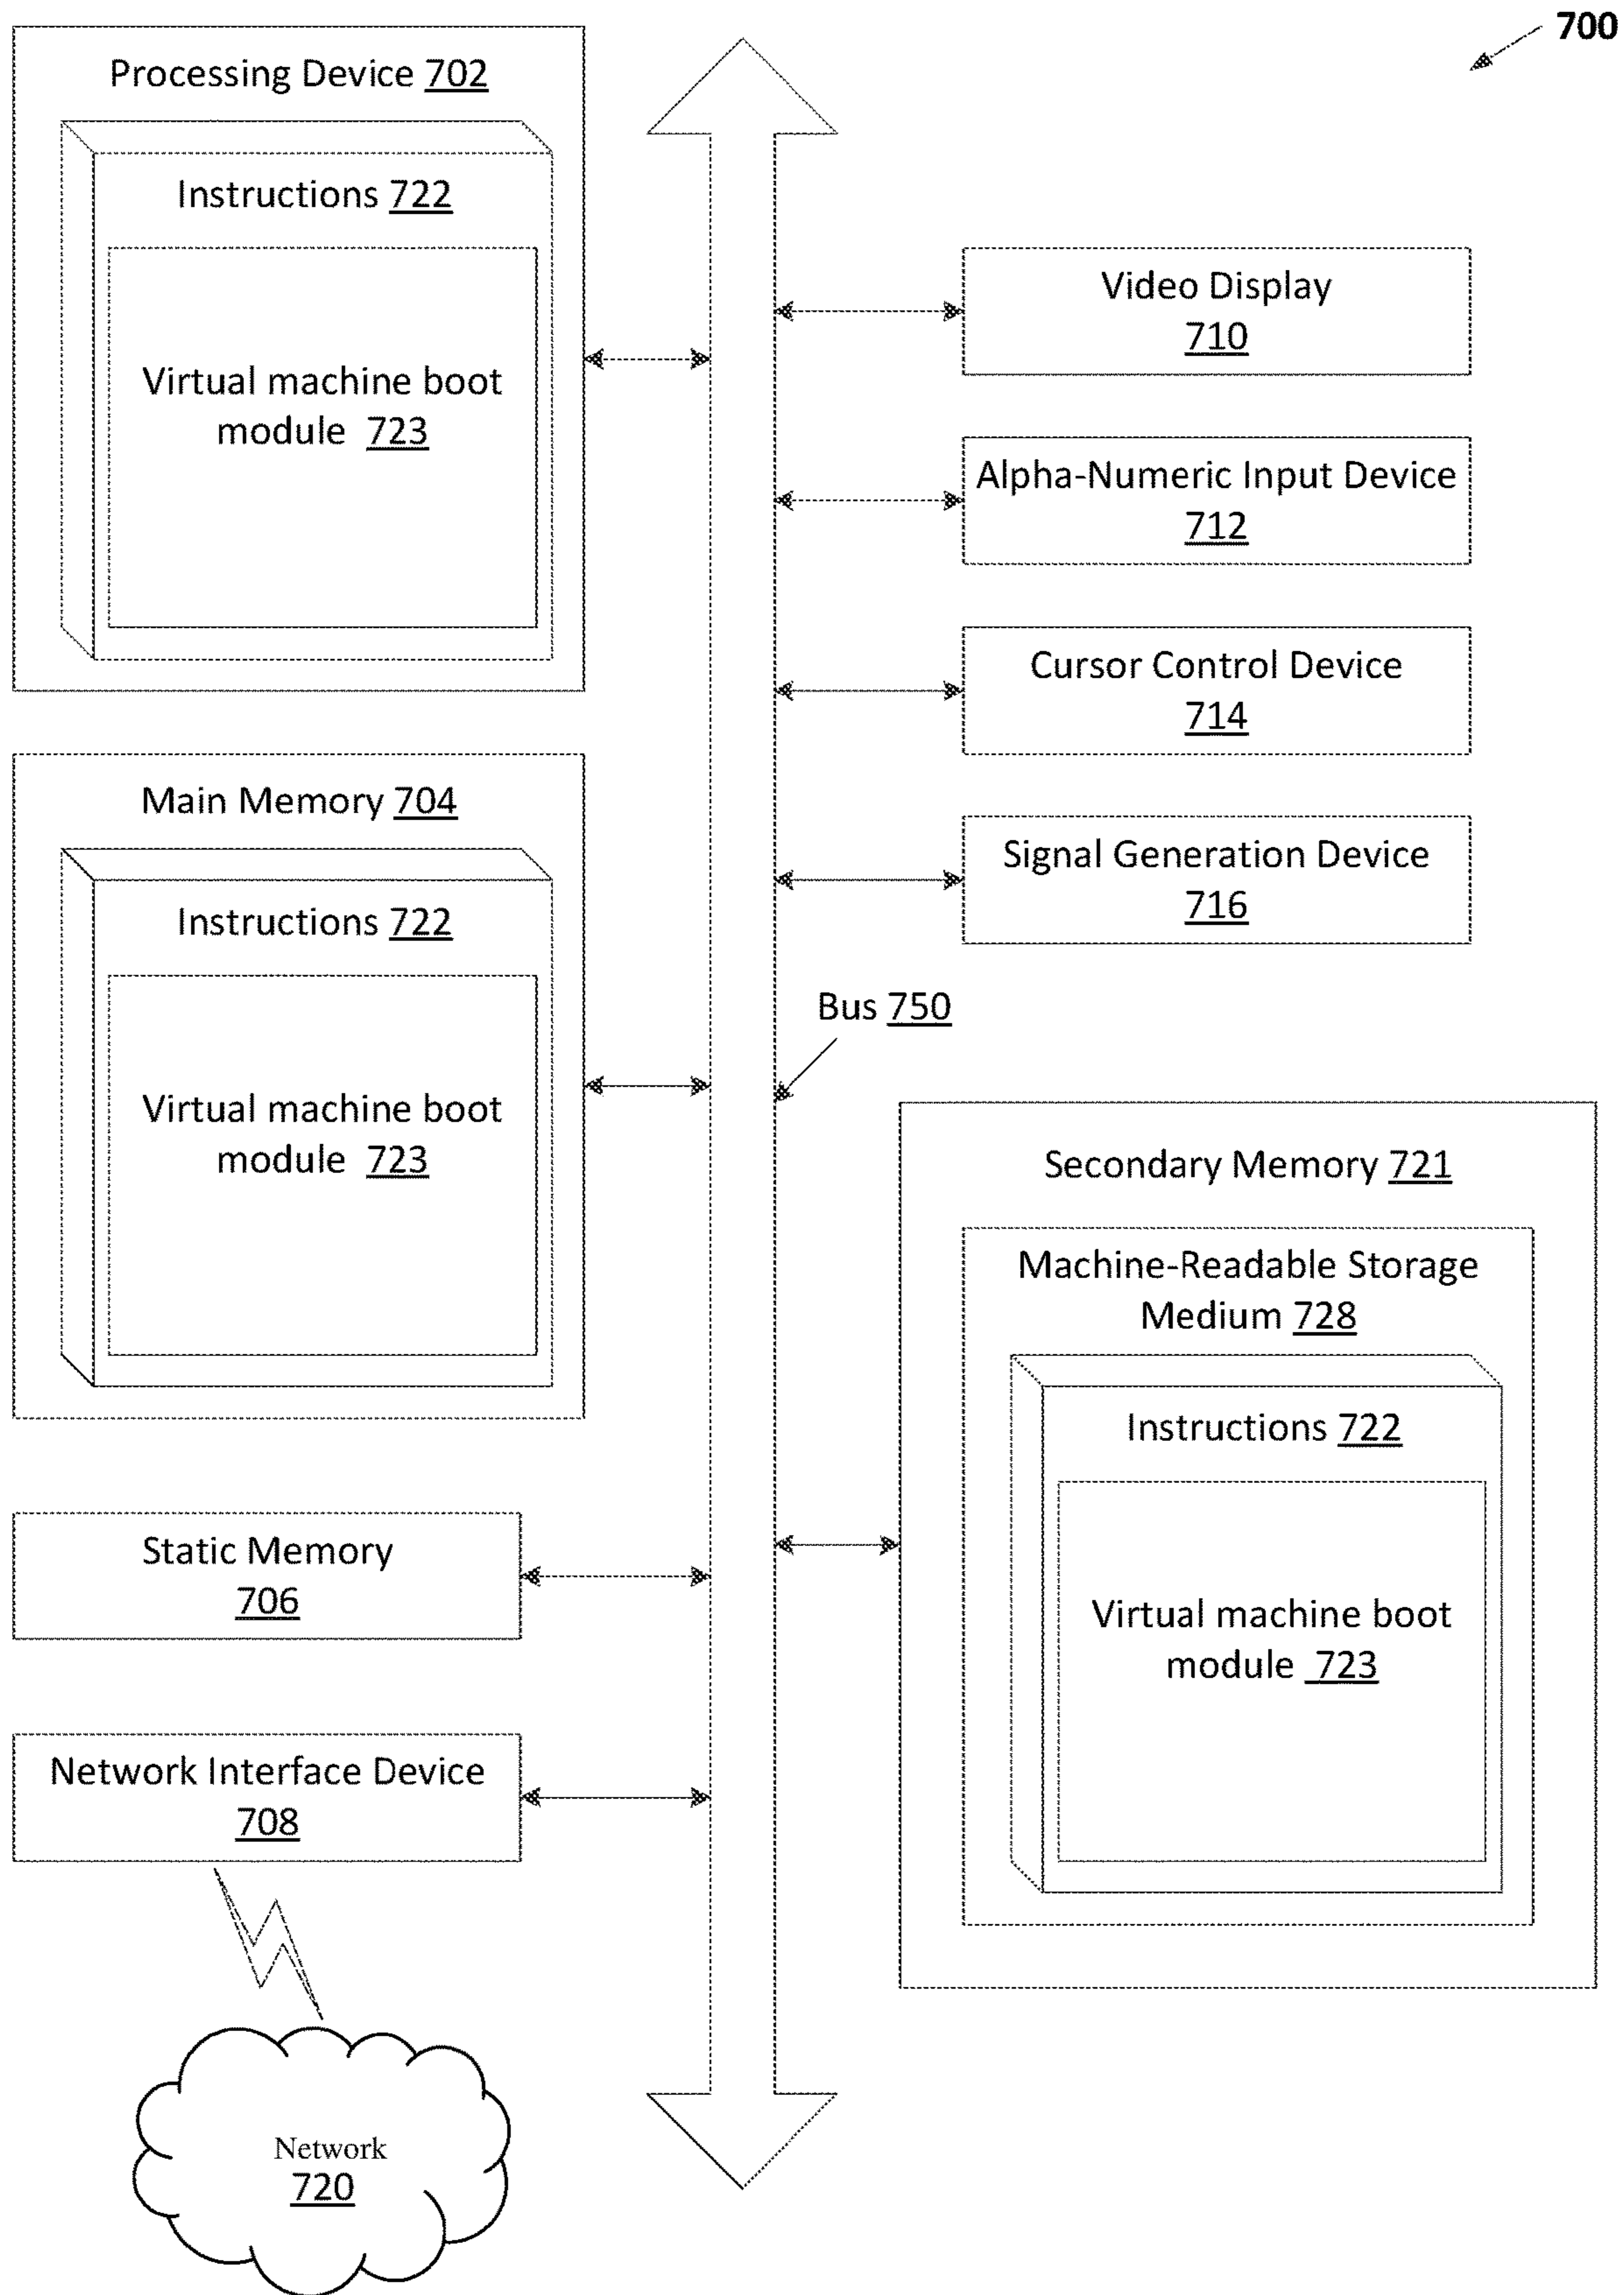 700
Processing Device 702
Instructions 722
Virtual machine boot
module 723
Video Display
710
Alpha-Numeric Input Device
712
Cursor Control Device
714
Main Memory 704
Instructions 722
Virtual machine boot
module 723
Signal Generation Device
716
Bus 750
Secondary Memory 721
Machine-Readable Storage
Medium 728
Instructions 722
Virtual machine boot
module 723
Static Memory
706
Network Interface Device
708
Network
720